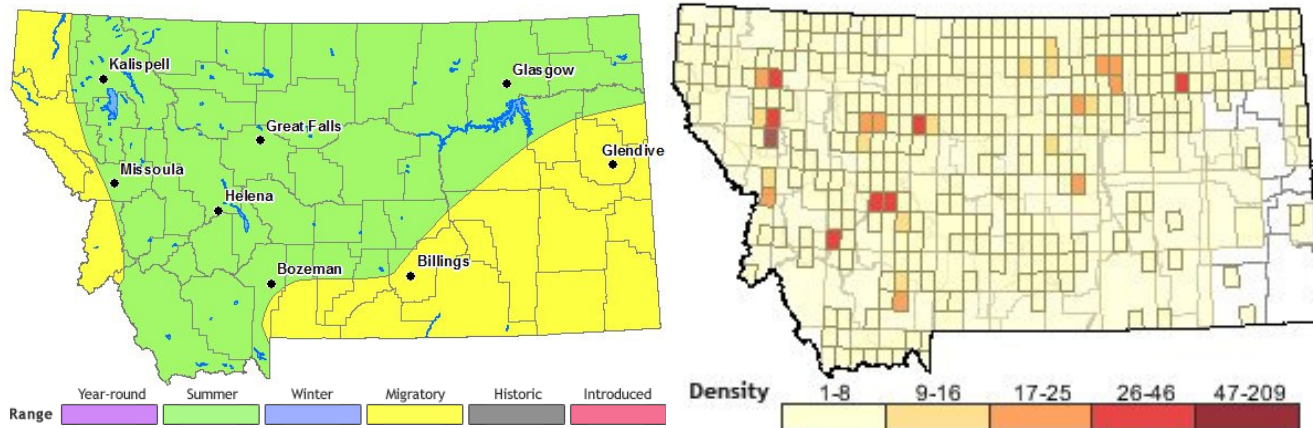 Kalispell
Glasgow
Great Falls
Glendive
Missoula
Helena
Bozeman
Billings
Year-round Summer Winter Migratory Historic Introduced
Range
Density 1-8 9-16 17-25 26-46 47-209